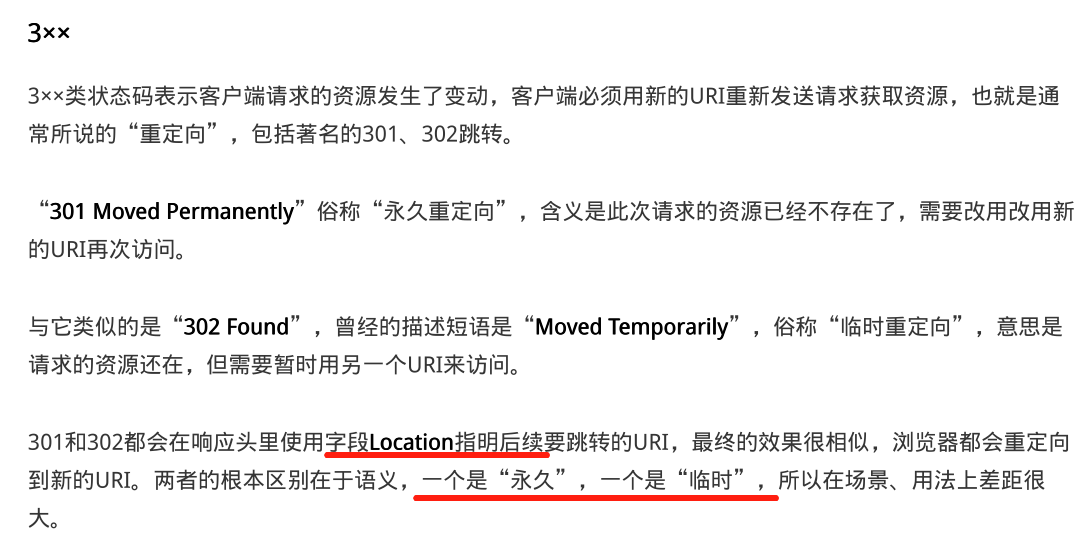 3××
3××类状态码表示客户端请求的资源发生了变动，客户端必须用新的URI重新发送请求获取资源，也就是通
常所说的“重定向”，包括著名的301、302跳转。
“301 Moved Permanently”俗称“永久重定向”，含义是此次请求的资源已经不存在了，需要改用改用新
的URI再次访问。
与它类似的是“302 Found”，曾经的描述短语是“Moved Temporarily”，俗称“临时重定向”，意思是
请求的资源还在，但需要暂时用另一个URI来访问。
301和302都会在响应头里使用字段Location指明后续要跳转的URI，最终的效果很相似，浏览器都会重定向
到新的URI。两者的根本区别在于语义，一个是“永久”，一个是“临时”，所以在场景、用法上差距很
大。